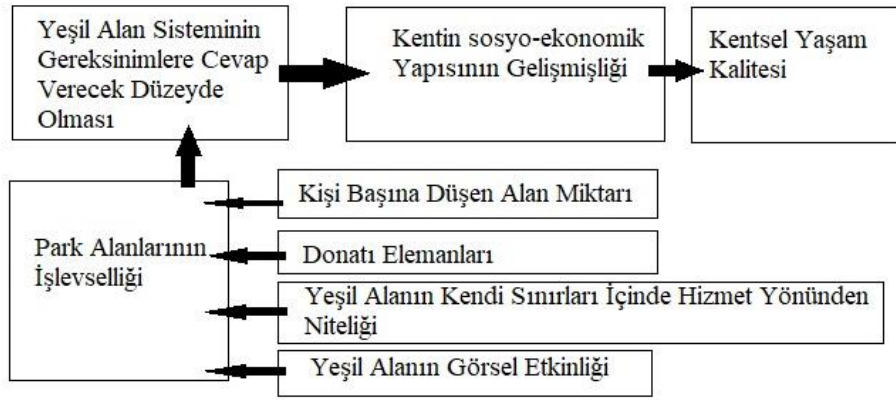 Yeşil Alan Sisteminin
Gereksinimlere Cevap
Verecek Düzeyde
Olması
Kentin sosyo-ekonomik
Yapısının Gelişmişliği
Kentsel Yaşam
Kalitesi
Park Alanlarının
İşlevselliği
Kişi Başına Düşen Alan Miktarı
Donatı Elemanları
Yeşil Alanın Kendi Sınırları İçinde Hizmet Yönünden
Niteliği
Yeşil Alanın Görsel Etkinliği